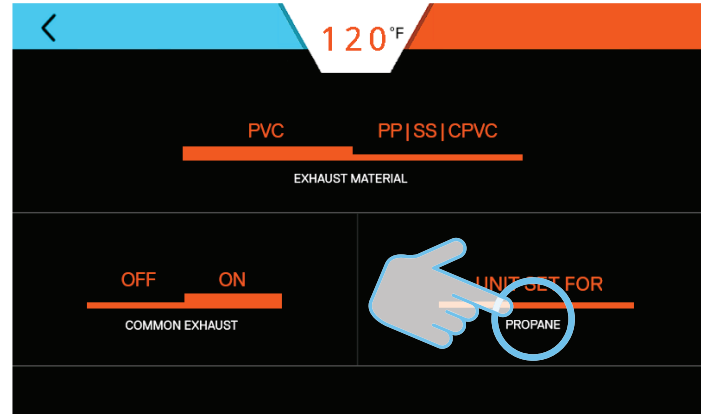 120°F
PVC PP|SS|CPVC
EXHAUST MATERIAL
OFF ON
COMMON EXHAUST
UNIT SET FOR
PROPANE